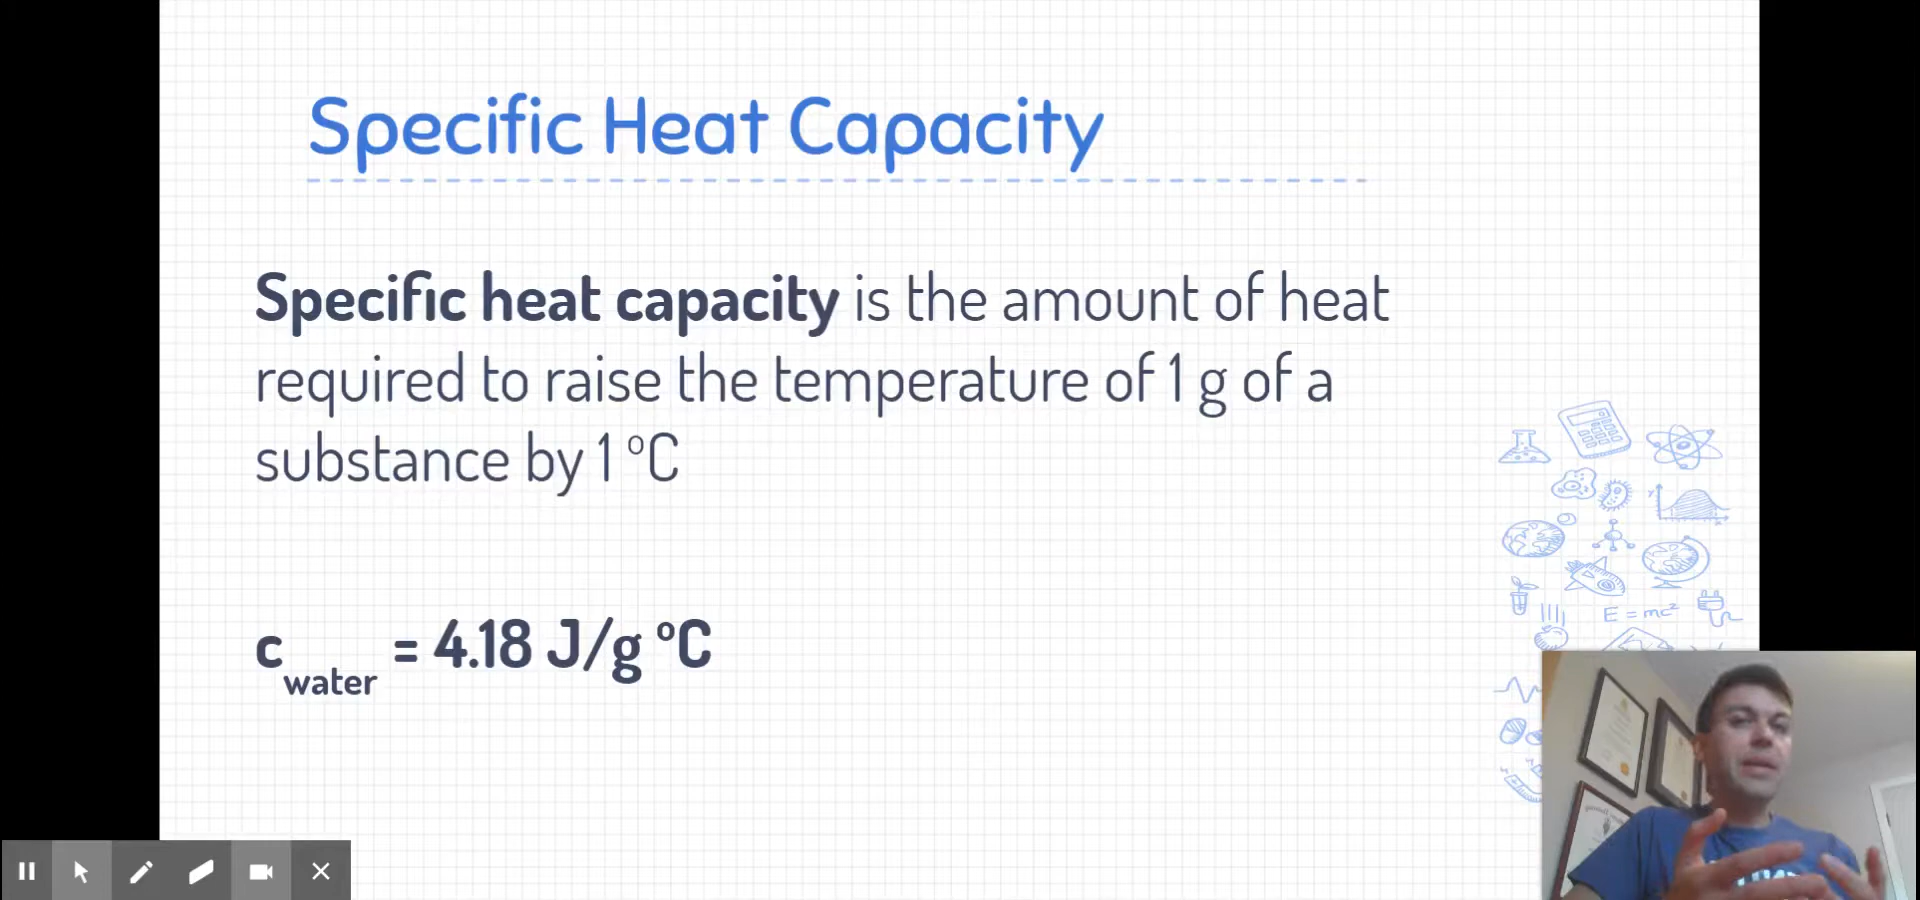 Specific Heat Capacity
Specific heat capacity is the amount of heat
required to raise the temperature of 1 g of a
substance by 1 °C
E = mc²
c water = 4.18 J/g °C